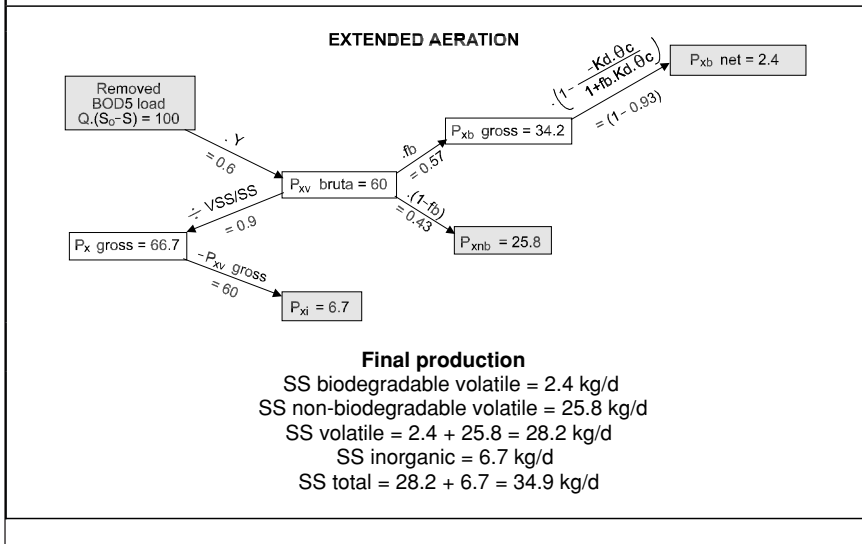 EXTENDED AERATION
Removed
BOD5 load
Q.(S₀-S) = 100
. Y
= 0.6
Pxv bruta = 60
÷ VSS/SS
= 0.9
Px gross = 66.7
-Pxv gross
= 60
Pxi = 6.7
.fb
= 0.57
Pxb gross = 34.2
.(1- -Kd.θc / 1+fb.Kd.θc)
= (1-0.93)
Pxb net = 2.4
.(1-fb)
= 0.43
Pxnb = 25.8
Final production
SS biodegradable volatile = 2.4 kg/d
SS non-biodegradable volatile = 25.8 kg/d
SS volatile = 2.4 + 25.8 = 28.2 kg/d
SS inorganic = 6.7 kg/d
SS total = 28.2 + 6.7 = 34.9 kg/d